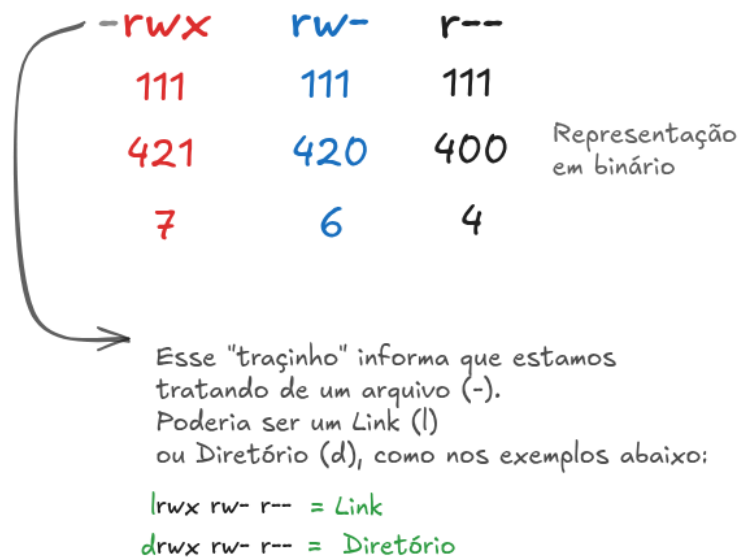 -rwx rw- r--
111 111 111
421 420 400
Representação
em binário
7 6 4
Esse "traçinho" informa que estamos
tratando de um arquivo (-).
Poderia ser um Link (l)
ou Diretório (d), como nos exemplos abaixo:
lrwx rw- r-- = Link
drwx rw- r-- = Diretório